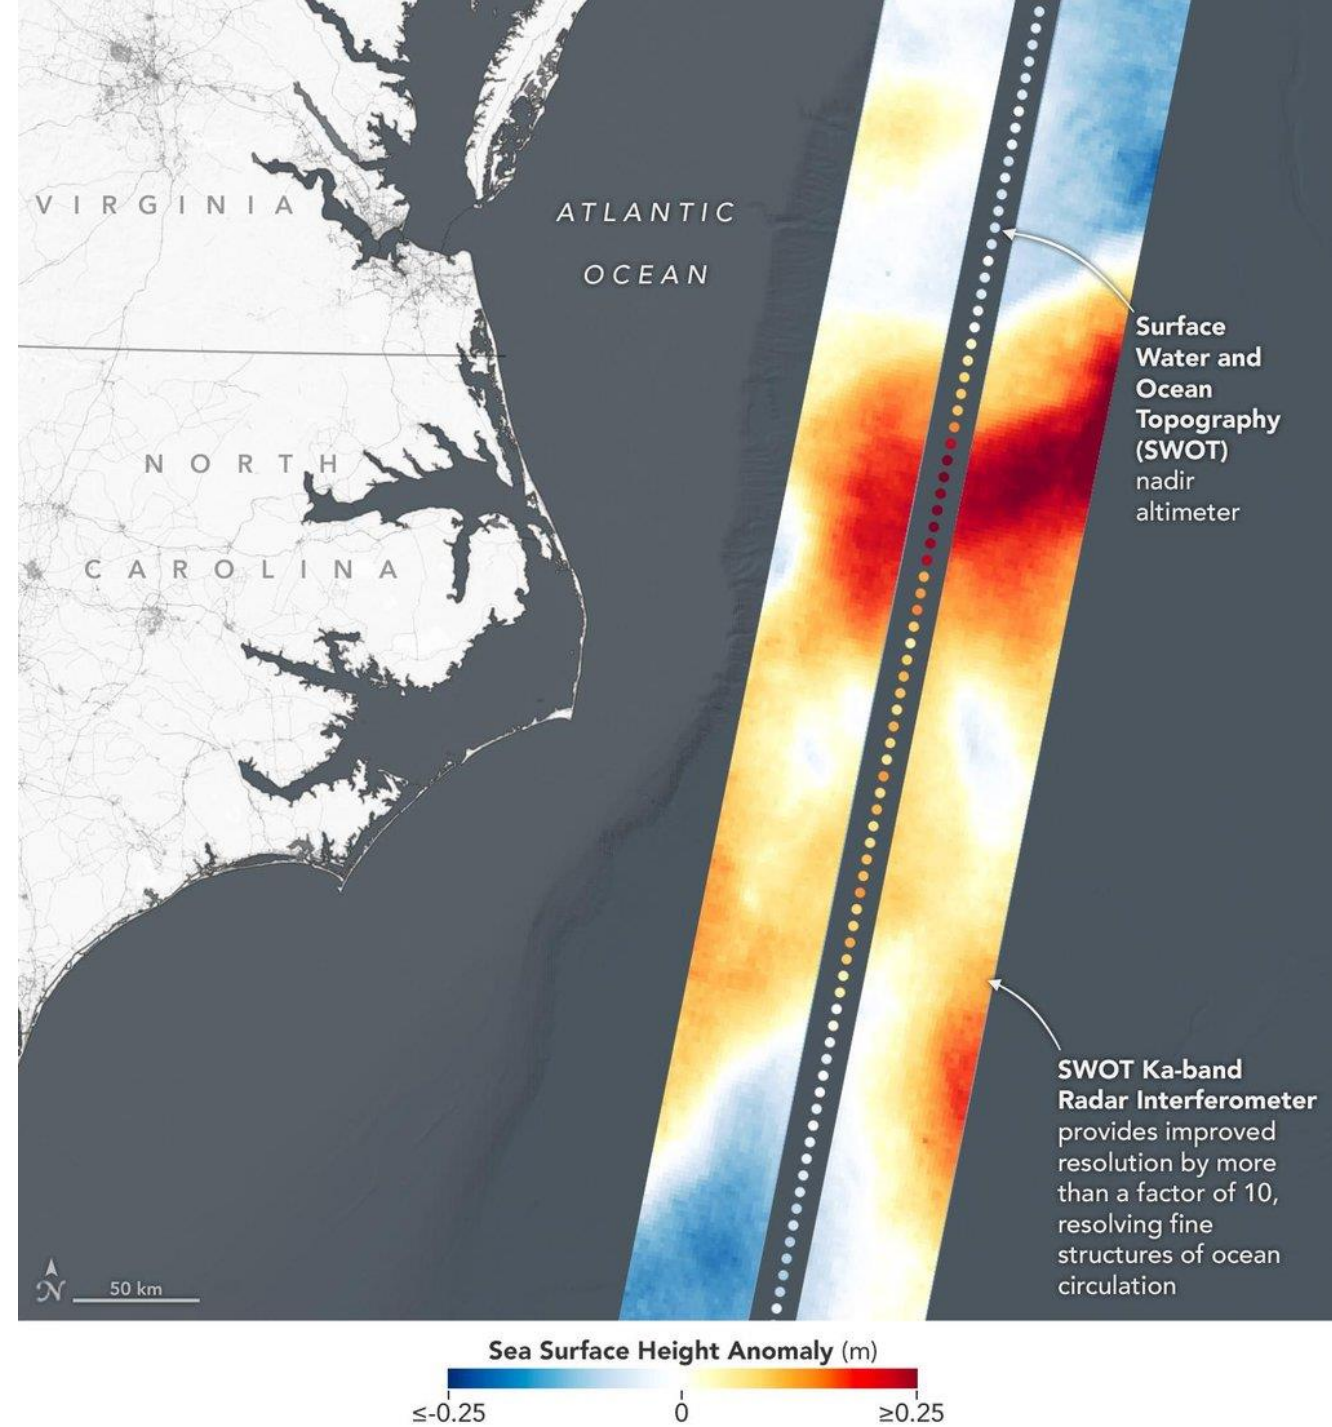 VIRGINIA
ATLANTIC
OCEAN
Surface
Water and
Ocean
Topography
(SWOT)
nadir
altimeter
NORTH
CAROLINA
SWOT Ka-band
Radar Interferometer
provides improved
resolution by more
than a factor of 10,
resolving fine
structures of ocean
circulation
N
50 km
Sea Surface Height Anomaly (m)
≤-0.25 0 ≥0.25